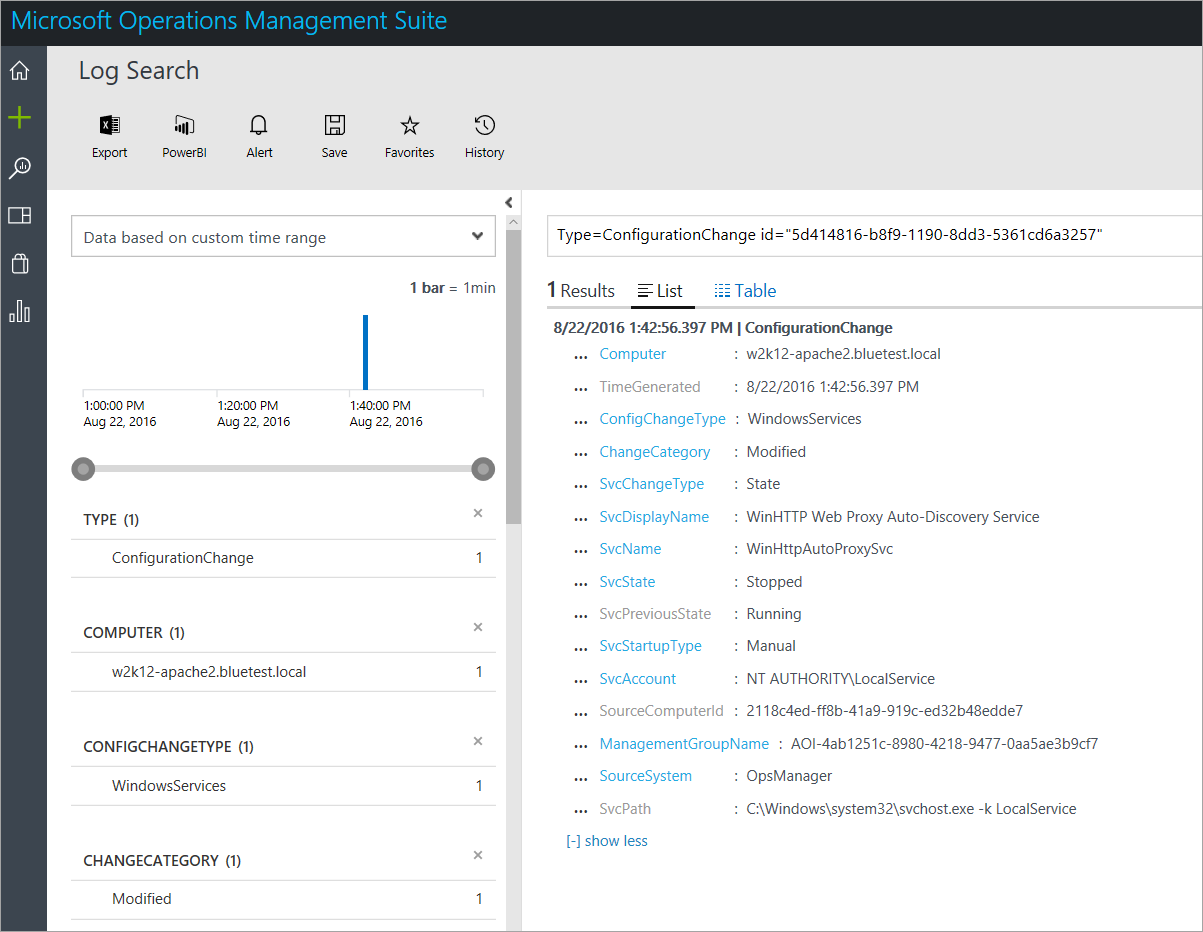 Microsoft Operations Management Suite
Log Search
Export PowerBI Alert Save Favorites History
Data based on custom time range
1 bar = 1min
1:00:00 PM 1:20:00 PM 1:40:00 PM
Aug 22, 2016 Aug 22, 2016 Aug 22, 2016
TYPE (1)
ConfigurationChange 1
COMPUTER (1)
w2k12-apache2.bluetest.local 1
CONFIGCHANGETYPE (1)
WindowsServices 1
CHANGECATEGORY (1)
Modified 1
Type=ConfigurationChange id="5d414816-b8f9-1190-8dd3-5361cd6a3257"
1 Results List Table
8/22/2016 1:42:56.397 PM | ConfigurationChange
... Computer : w2k12-apache2.bluetest.local
... TimeGenerated : 8/22/2016 1:42:56.397 PM
... ConfigChangeType : WindowsServices
... ChangeCategory : Modified
... SvcChangeType : State
... SvcDisplayName : WinHTTP Web Proxy Auto-Discovery Service
... SvcName : WinHttpAutoProxySvc
... SvcState : Stopped
... SvcPreviousState : Running
... SvcStartupType : Manual
... SvcAccount : NT AUTHORITY\LocalService
... SourceComputerId : 2118c4ed-ff8b-41a9-919c-ed32b48edde7
... ManagementGroupName : AOI-4ab1251c-8980-4218-9477-0aa5ae3b9cf7
... SourceSystem : OpsManager
... SvcPath : C:\Windows\system32\svchost.exe -k LocalService
[-] show less